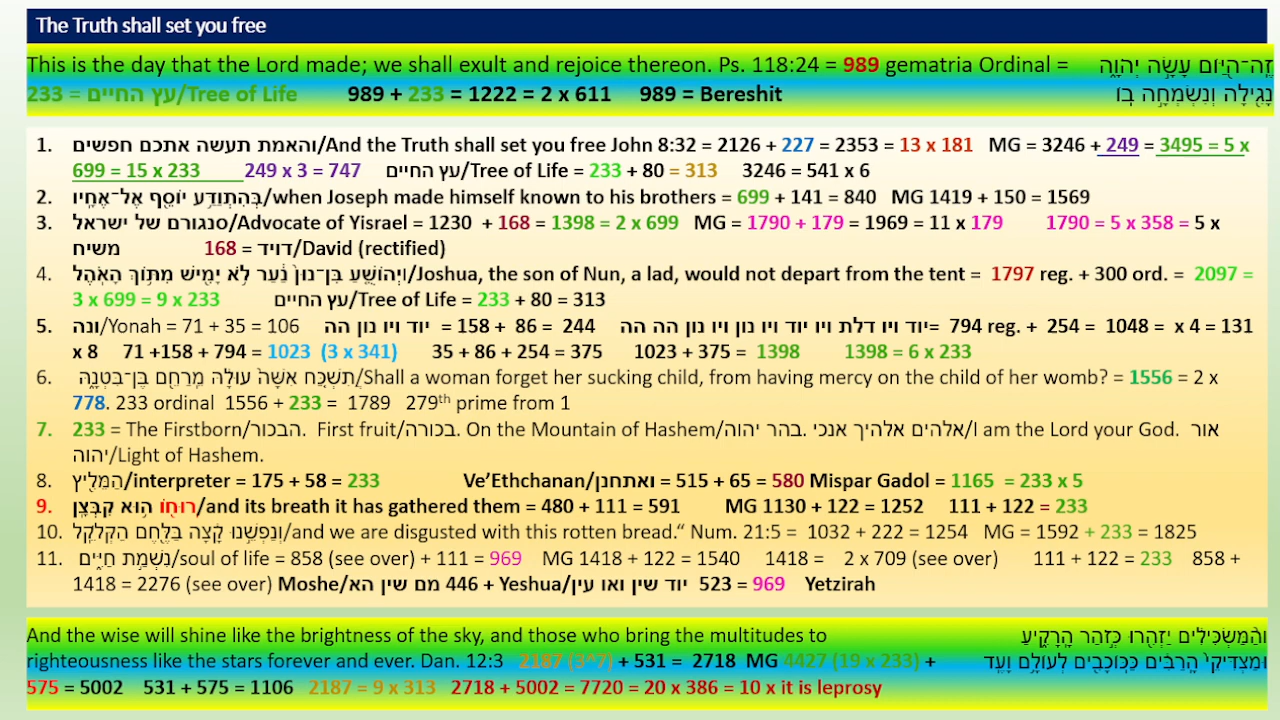 The Truth shall set you free
This is the day that the Lord made; we shall exult and rejoice thereon. Ps. 118:24 = 989 gematria Ordinal = זֶה־הַ֭יּוֹם עָשָׂ֣ה יְהוָ֑ה
233 = עץ החיים/Tree of Life 989 + 233 = 1222 = 2 x 611 989 = Bereshit נָגִ֖ילָה וְנִשְׂמְחָ֣ה בֽוֹ
1. והאמת תעשה אתכם חפשים/And the Truth shall set you free John 8:32 = 2126 + 227 = 2353 = 13 x 181 MG = 3246 + 249 = 3495 = 5 x
699 = 15 x 233 249 x 3 = 747 עץ החיים/Tree of Life = 233 + 80 = 313 3246 = 541 x 6
2. בְּהִתְוַדַּ֥ע יוֹסֵ֖ף אֶל־אֶחָֽיו/when Joseph made himself known to his brothers = 699 + 141 = 840 MG 1419 + 150 = 1569
3. סנגורם של ישראל/Advocate of Yisrael = 1230 + 168 = 1398 = 2 x 699 MG = 1790 + 179 = 1969 = 11 x 179 1790 = 5 x 358 = 5 x
משיח 168 = דויד/David (rectified)
4. וִיהוֹשֻׁ֤עַ בִּן־נוּן֙ נַ֔עַר לֹ֥א יָמִ֖ישׁ מִתּ֥וֹךְ הָאֹֽהֶל/Joshua, the son of Nun, a lad, would not depart from the tent = 1797 reg. + 300 ord. = 2097 =
3 x 699 = 9 x 233 עץ החיים/Tree of Life = 233 + 80 = 313
5. ונה/Yonah = 71 + 35 = 106 יוד ויו נון הה = 158 + 86 = 244 יוד ויו דלת ויו יוד ויו נון ויו נון הה הה= 794 reg. + 254 = 1048 = x 4 = 131
x 8 71 +158 + 794 = 1023 (3 x 341) 35 + 86 + 254 = 375 1023 + 375 = 1398 1398 = 6 x 233
6. תִשְׁכַּ֤ח אִשָּׁה֙ עוּלָ֔הּ מֵֽרַחֵ֖ם בֶּן־בִּטְנָ֑הּ/Shall a woman forget her sucking child, from having mercy on the child of her womb? = 1556 = 2 x
778. 233 ordinal 1556 + 233 = 1789 279th prime from 1
7. 233 = The Firstborn/הבכור. First fruit/בכורה. On the Mountain of Hashem/בהר יהוה. אלהים אלהיך אנכי/I am the Lord your God. אור
יהוה/Light of Hashem.
8. הַמֵּלִ֖יץ/interpreter = 175 + 58 = 233 Ve’Ethchanan/ואתחנן = 515 + 65 = 580 Mispar Gadol = 1165 = 233 x 5
9. רוּח֖וֹ ה֥וּא קִבְּצָֽן/and its breath it has gathered them = 480 + 111 = 591 MG 1130 + 122 = 1252 111 + 122 = 233
10. וְנַפְשֵׁ֣נוּ קָ֔צָה בַּלֶּ֖חֶם הַקְּלֹקֵֽל/and we are disgusted with this rotten bread.“ Num. 21:5 = 1032 + 222 = 1254 MG = 1592 + 233 = 1825
11. נִשְׁמַ֣ת חַיִּ֑ים/soul of life = 858 (see over) + 111 = 969 MG 1418 + 122 = 1540 1418 = 2 x 709 (see over) 111 + 122 = 233 858 +
1418 = 2276 (see over) Moshe/מם שין הא 446 + Yeshua/יוד שין ואו עין 523 = 969 Yetzirah
And the wise will shine like the brightness of the sky, and those who bring the multitudes to וְהַ֨מַּשְׂכִּלִ֔ים יַזְהִ֖רוּ כְּזֹ֣הַר הָרָקִ֑יעַ
righteousness like the stars forever and ever. Dan. 12:3 2187 (3^7) + 531 = 2718 MG 4427 (19 x 233) + וּמַצְדִּיקֵי֙ הָֽרַבִּ֔ים כַּכּוֹכָבִ֖ים לְעוֹלָ֥ם וָעֶֽד
575 = 5002 531 + 575 = 1106 2187 = 9 x 313 2718 + 5002 = 7720 = 20 x 386 = 10 x it is leprosy